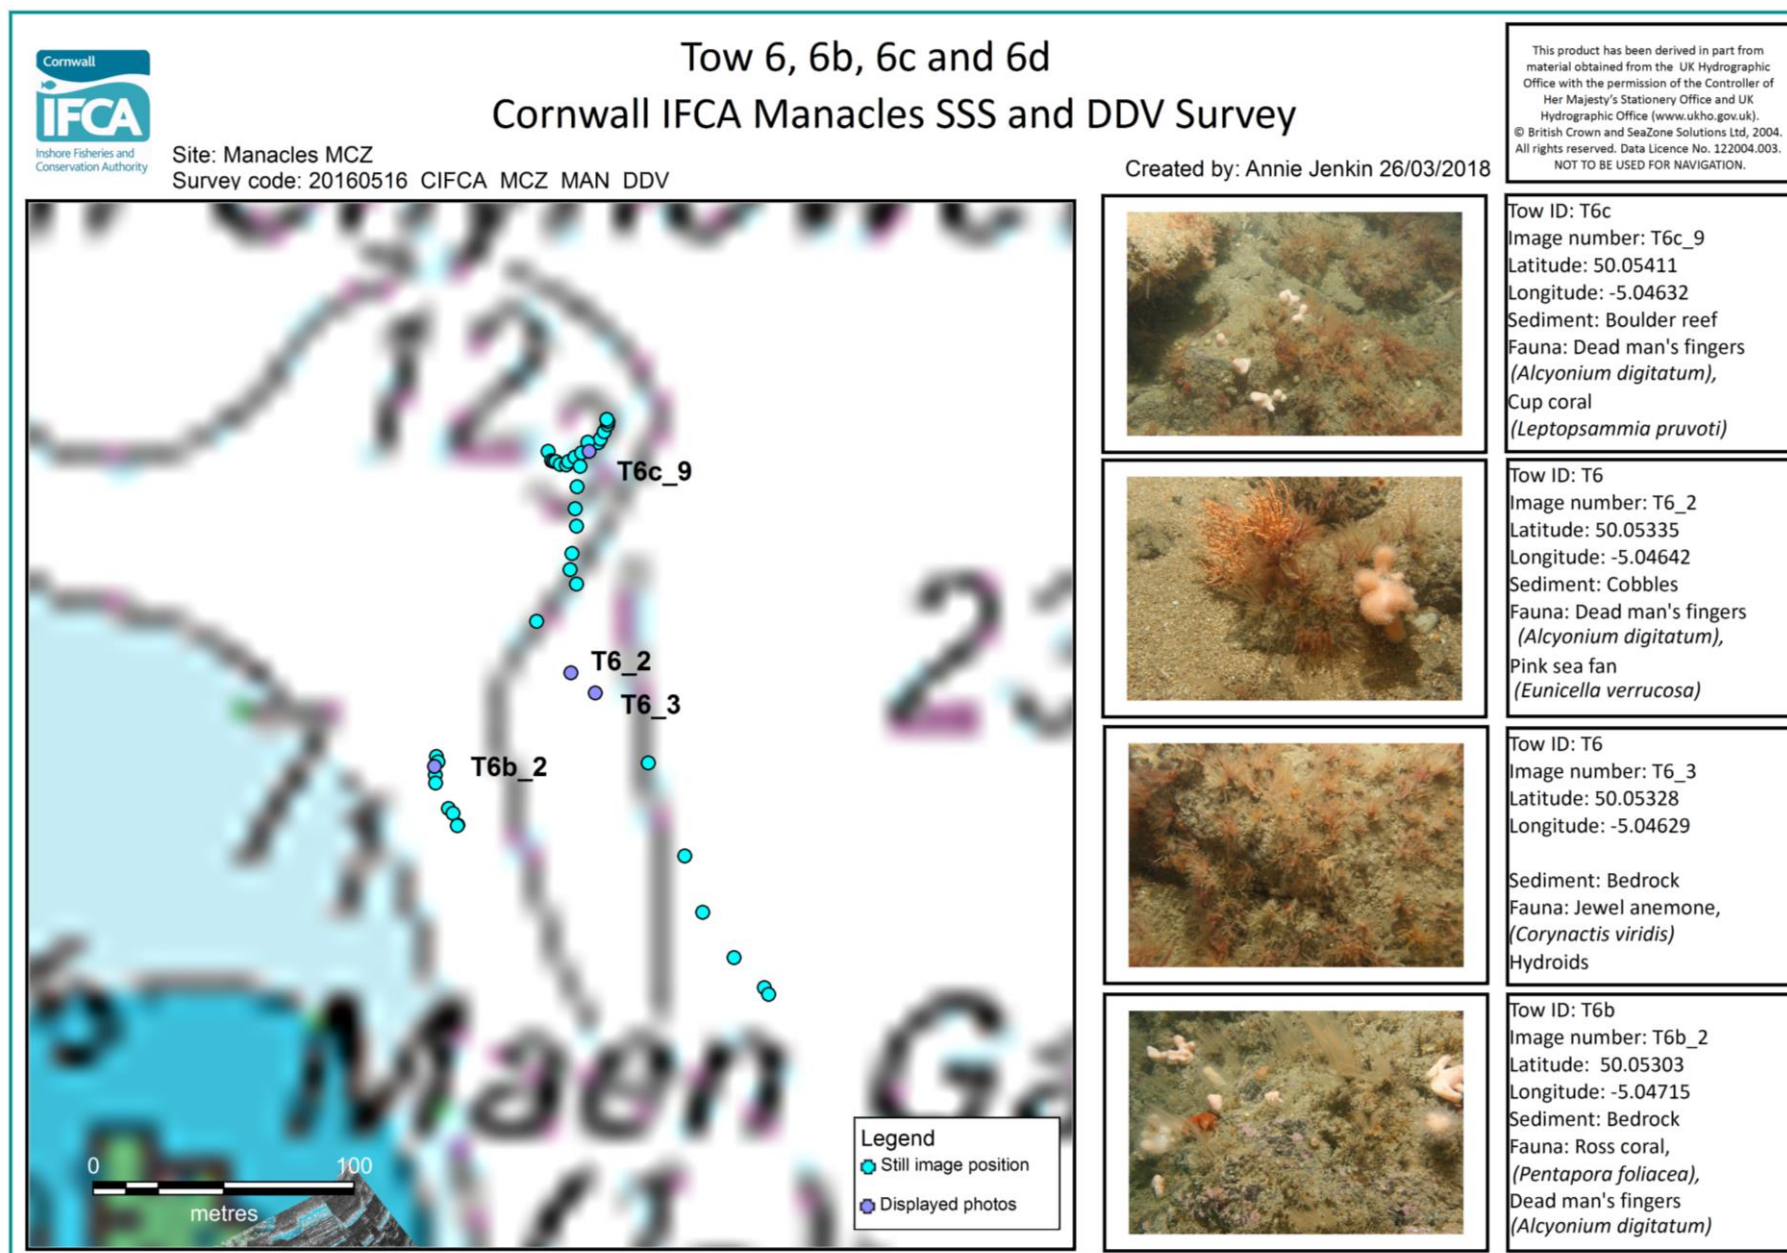 Cornwall
IFCA
Inshore Fisheries and
Conservation Authority
Tow 6, 6b, 6c and 6d
Cornwall IFCA Manacles SSS and DDV Survey
Site: Manacles MCZ
Survey code: 20160516_CIFCA_MCZ_MAN_DDV
Created by: Annie Jenkin 26/03/2018
This product has been derived in part from
material obtained from the UK Hydrographic
Office with the permission of the Controller of
Her Majesty's Stationery Office and UK
Hydrographic Office (www.ukho.gov.uk).
© British Crown and SeaZone Solutions Ltd, 2004.
All rights reserved. Data Licence No. 122004.003.
NOT TO BE USED FOR NAVIGATION.
12
3
T6c_9
T6_2
23
T6_3
T6b_2
7
Maen Ga
Legend
Still image position
Displayed photos
0 100
metres
Tow ID: T6c
Image number: T6c_9
Latitude: 50.05411
Longitude: -5.04632
Sediment: Boulder reef
Fauna: Dead man's fingers
(Alcyonium digitatum),
Cup coral
(Leptopsammia pruvoti)
Tow ID: T6
Image number: T6_2
Latitude: 50.05335
Longitude: -5.04642
Sediment: Cobbles
Fauna: Dead man's fingers
(Alcyonium digitatum),
Pink sea fan
(Eunicella verrucosa)
Tow ID: T6
Image number: T6_3
Latitude: 50.05328
Longitude: -5.04629
Sediment: Bedrock
Fauna: Jewel anemone,
(Corynactis viridis)
Hydroids
Tow ID: T6b
Image number: T6b_2
Latitude: 50.05303
Longitude: -5.04715
Sediment: Bedrock
Fauna: Ross coral,
(Pentapora foliacea),
Dead man's fingers
(Alcyonium digitatum)